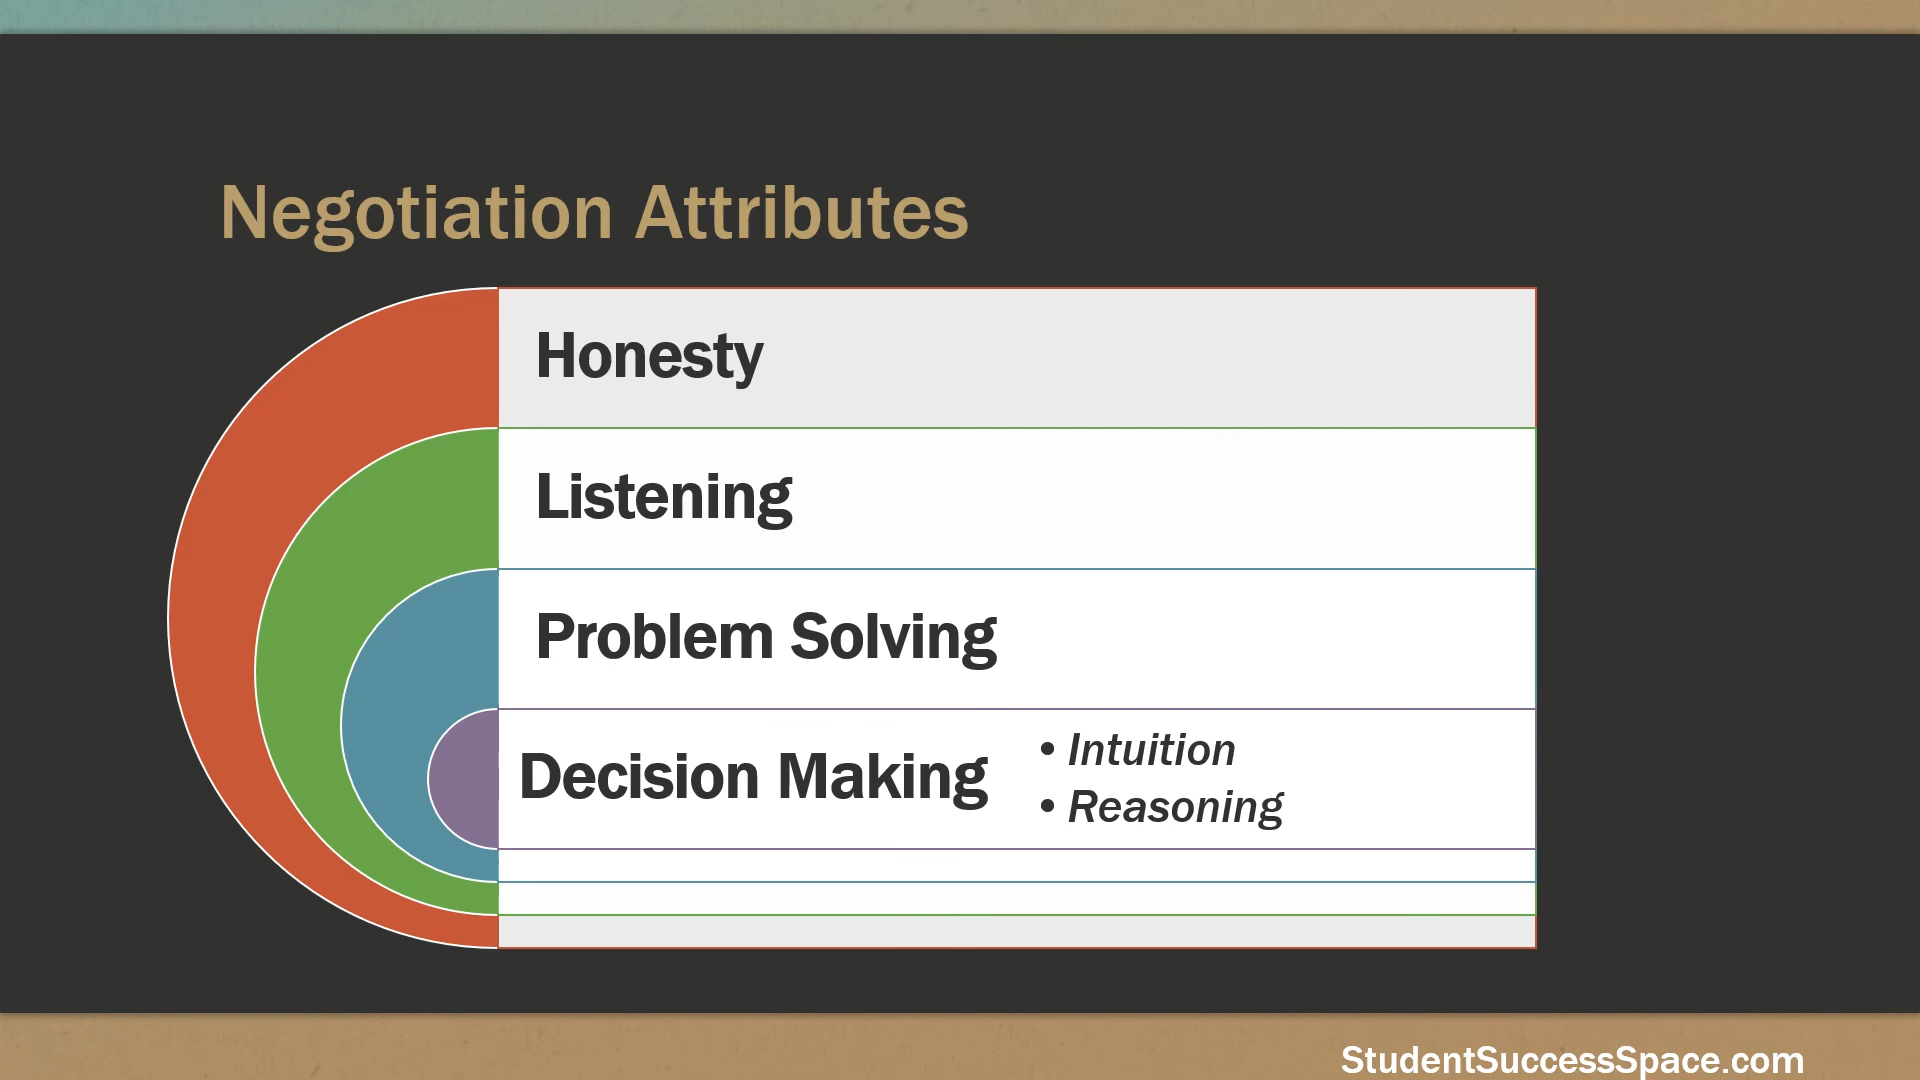 Negotiation Attributes
Honesty
Listening
Problem Solving
Decision Making
• Intuition
• Reasoning
StudentSuccessSpace.com